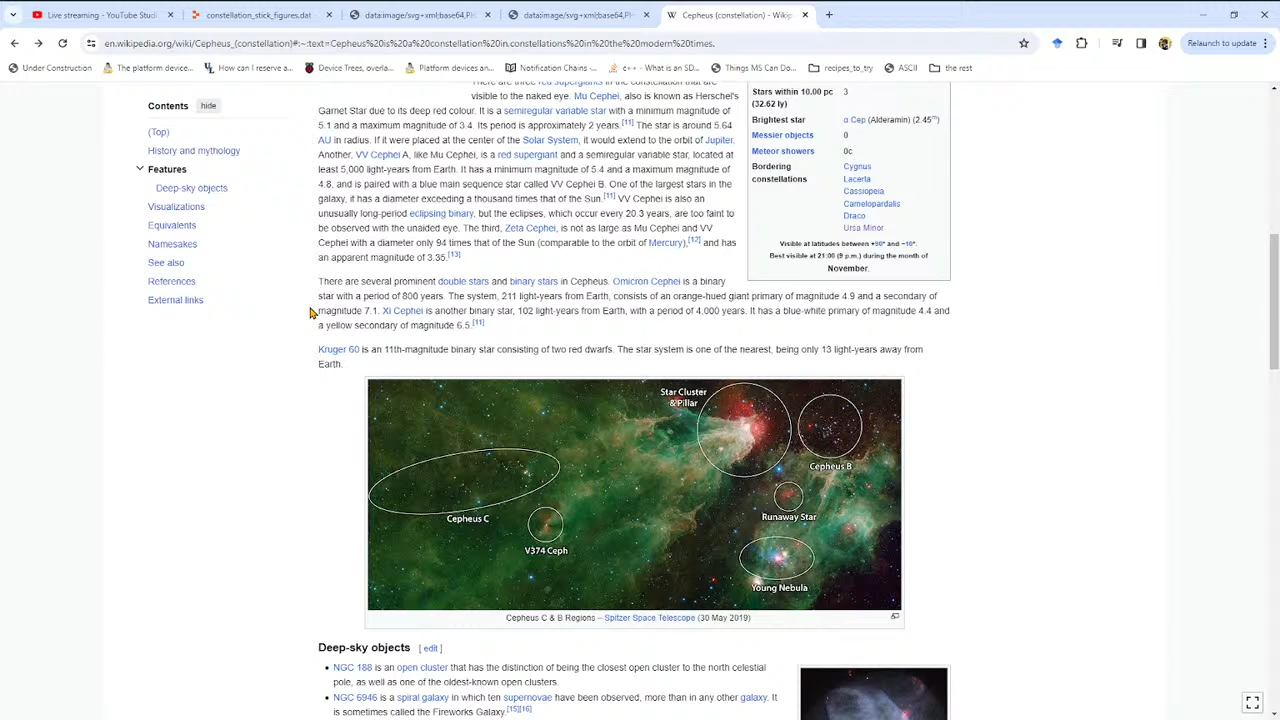 Live streaming - YouTube Studi
constellation_stick_figures.dat
data:image/svg+xml;base64,PH
data:image/svg+xml;base64,PH
Cepheus (constellation) - Wikip
en.wikipedia.org/wiki/Cepheus_(constellation)#:~:text=Cepheus%20is%20a%20constellation%20in,constellations%20in%20the%20modern%20times.
Relaunch to update
Under Construction
The platform device...
How can I reserve a...
Device Trees, overla...
Platform devices an...
Notification Chains -...
c++ - What is an SD...
Things MS Can Do...
recipes_to_try
ASCII
the rest
Contents hide
(Top)
History and mythology
Features
Deep-sky objects
Visualizations
Equivalents
Namesakes
See also
References
External links
There are three red supergiants in the constellation that are
visible to the naked eye. Mu Cephei, also is known as Herschel's
Garnet Star due to its deep red colour. It is a semiregular variable star with a minimum magnitude of
5.1 and a maximum magnitude of 3.4. Its period is approximately 2 years.[11] The star is around 5.64
AU in radius. If it were placed at the center of the Solar System, it would extend to the orbit of Jupiter.
Another, VV Cephei A, like Mu Cephei, is a red supergiant and a semiregular variable star, located at
least 5,000 light-years from Earth. It has a minimum magnitude of 5.4 and a maximum magnitude of
4.8, and is paired with a blue main sequence star called VV Cephei B. One of the largest stars in the
galaxy, it has a diameter exceeding a thousand times that of the Sun.[11] VV Cephei is also an
unusually long-period eclipsing binary, but the eclipses, which occur every 20.3 years, are too faint to
be observed with the unaided eye. The third, Zeta Cephei, is not as large as Mu Cephei and VV
Cephei with a diameter only 94 times that of the Sun (comparable to the orbit of Mercury),[12] and has
an apparent magnitude of 3.35.[13]
Stars within 10.00 pc 3
(32.62 ly)
Brightest star α Cep (Alderamin) (2.45m)
Messier objects 0
Meteor showers 0c
Bordering Cygnus
constellations Lacerta
Cassiopeia
Camelopardalis
Draco
Ursa Minor
Visible at latitudes between +90° and −10°.
Best visible at 21:00 (9 p.m.) during the month of
November.
There are several prominent double stars and binary stars in Cepheus. Omicron Cephei is a binary
star with a period of 800 years. The system, 211 light-years from Earth, consists of an orange-hued giant primary of magnitude 4.9 and a secondary of
magnitude 7.1. Xi Cephei is another binary star, 102 light-years from Earth, with a period of 4,000 years. It has a blue-white primary of magnitude 4.4 and
a yellow secondary of magnitude 6.5.[11]
Kruger 60 is an 11th-magnitude binary star consisting of two red dwarfs. The star system is one of the nearest, being only 13 light-years away from
Earth.
Star Cluster
& Pillar
Cepheus B
Cepheus C
Runaway Star
V374 Ceph
Young Nebula
Cepheus C & B Regions – Spitzer Space Telescope (30 May 2019)
Deep-sky objects [ edit ]
• NGC 188 is an open cluster that has the distinction of being the closest open cluster to the north celestial
pole, as well as one of the oldest-known open clusters.
• NGC 6946 is a spiral galaxy in which ten supernovae have been observed, more than in any other galaxy. It
is sometimes called the Fireworks Galaxy.[15][16]